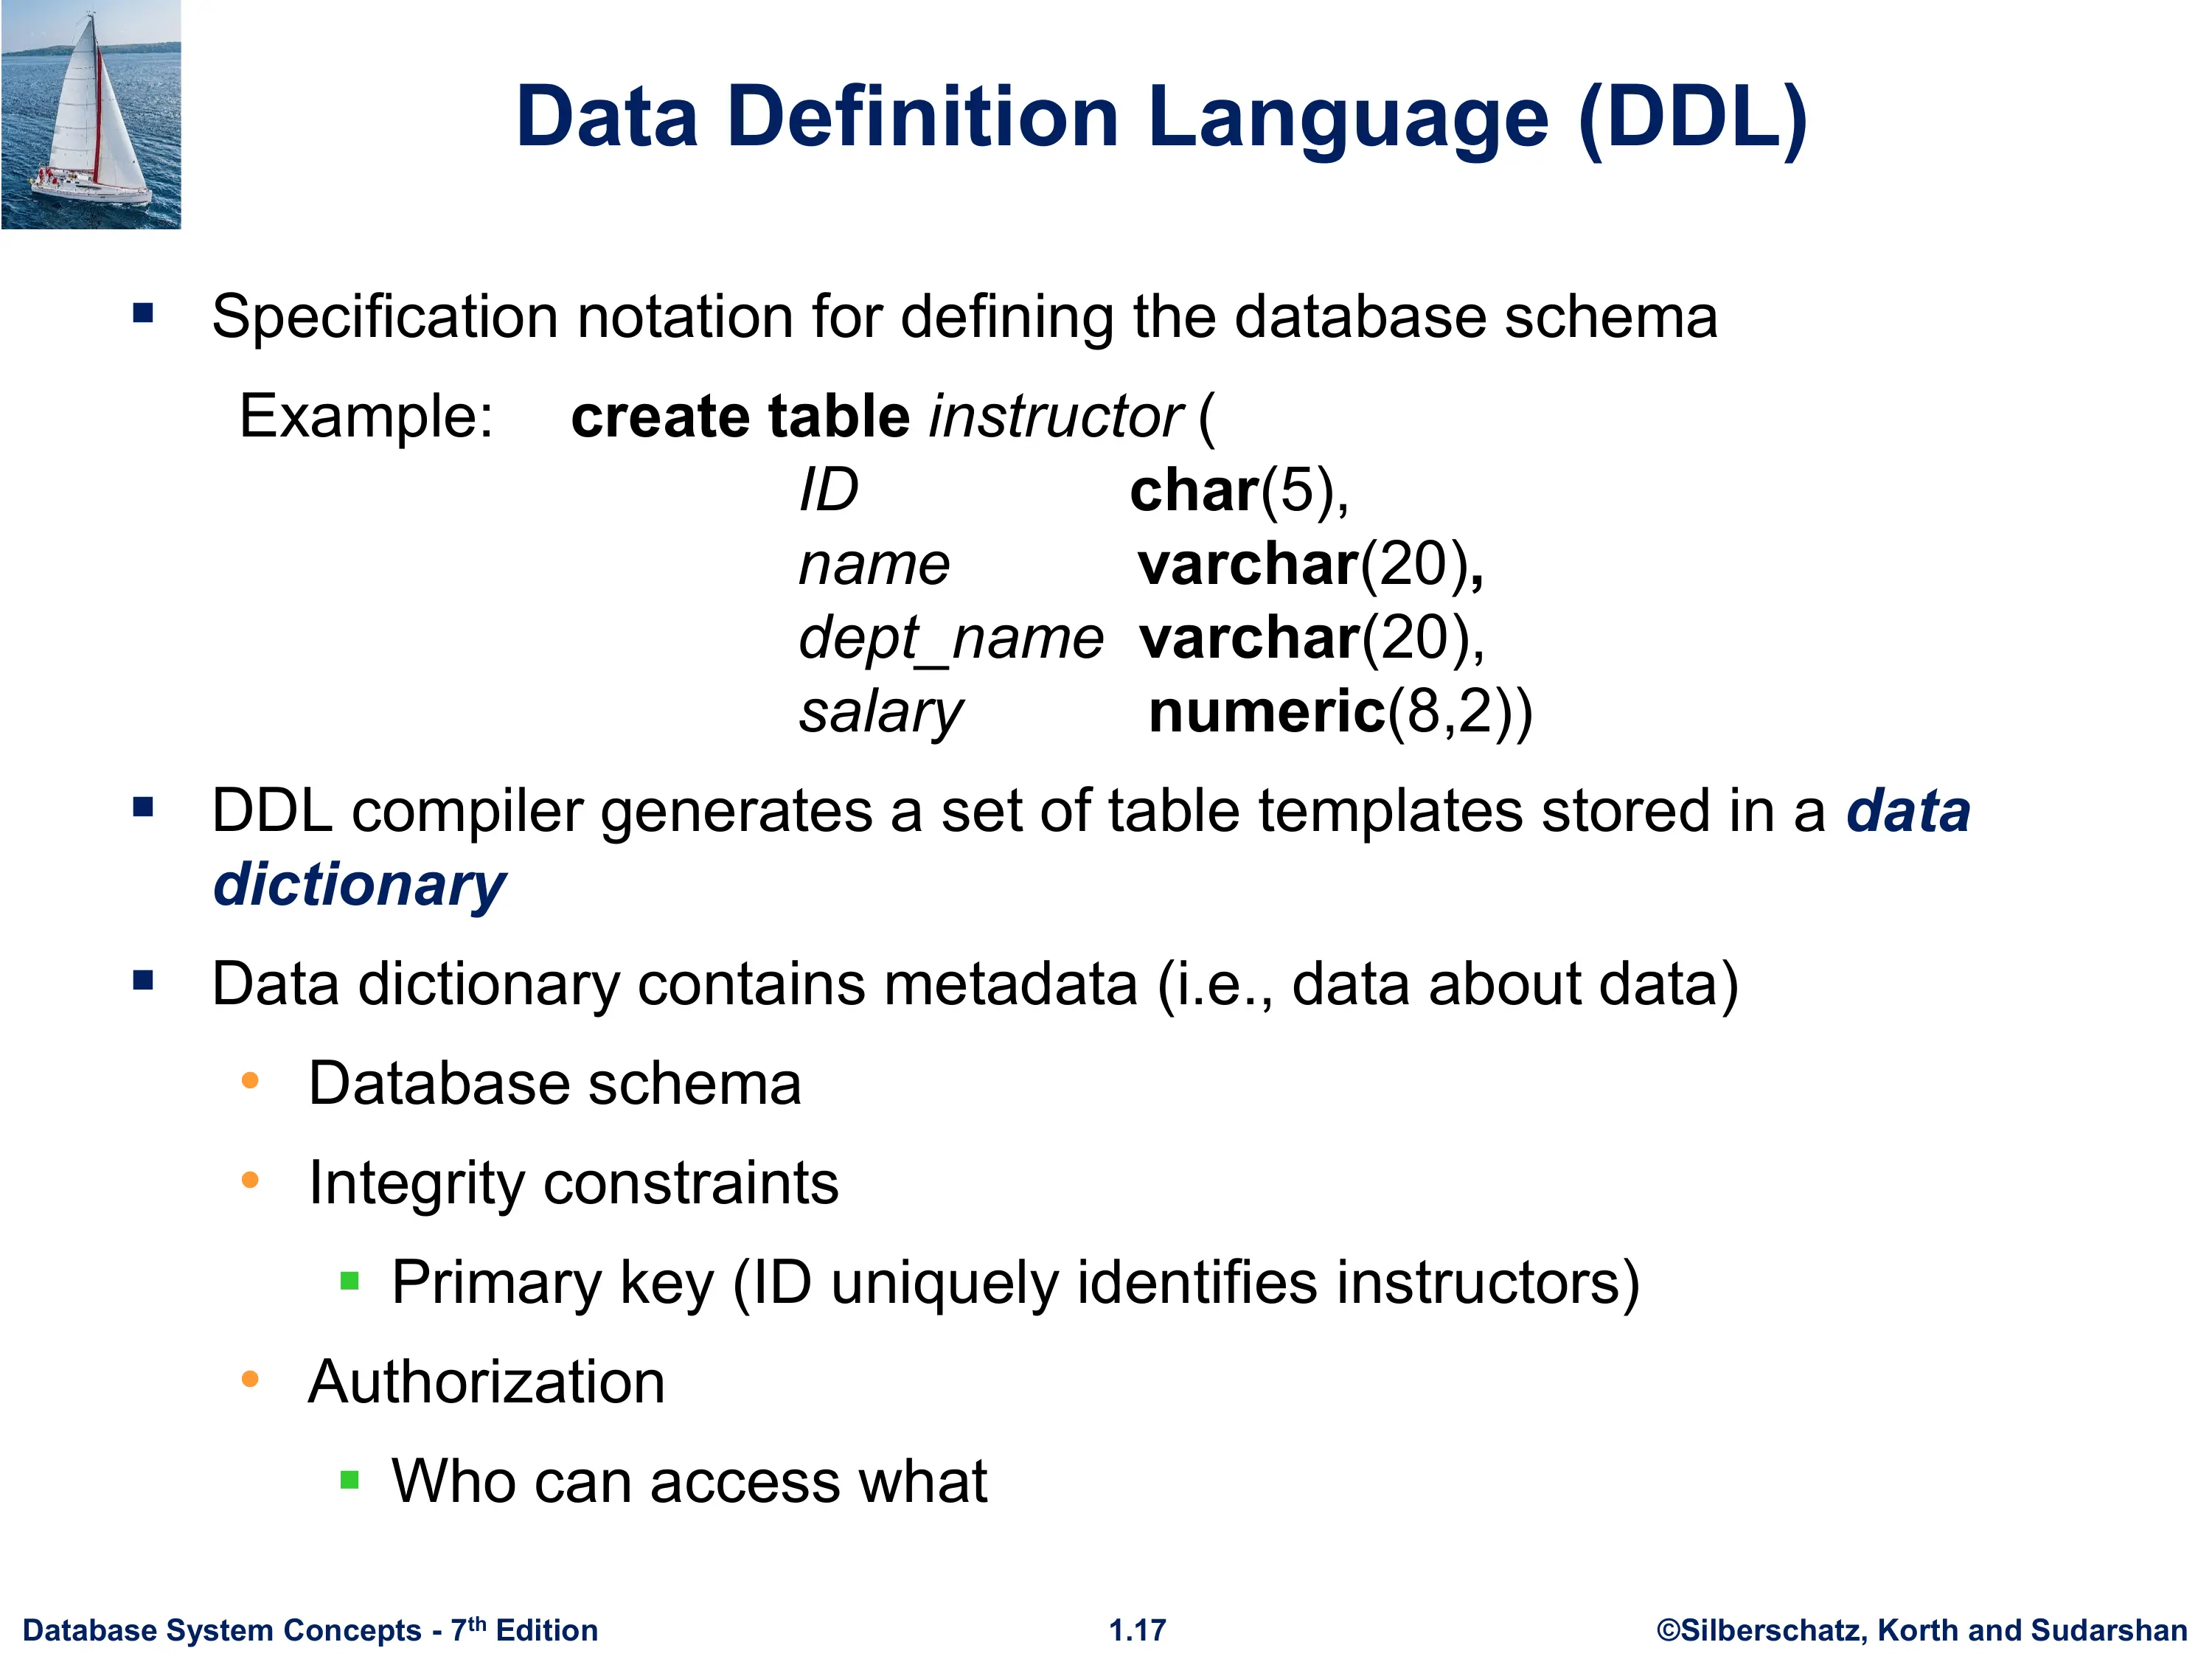 Data Definition Language (DDL)
▪ Specification notation for defining the database schema
Example: create table instructor (
ID char(5),
name varchar(20),
dept_name varchar(20),
salary numeric(8,2))
▪ DDL compiler generates a set of table templates stored in a data
dictionary
▪ Data dictionary contains metadata (i.e., data about data)
• Database schema
• Integrity constraints
▪ Primary key (ID uniquely identifies instructors)
• Authorization
▪ Who can access what
Database System Concepts - 7th Edition 1.17 ©Silberschatz, Korth and Sudarshan